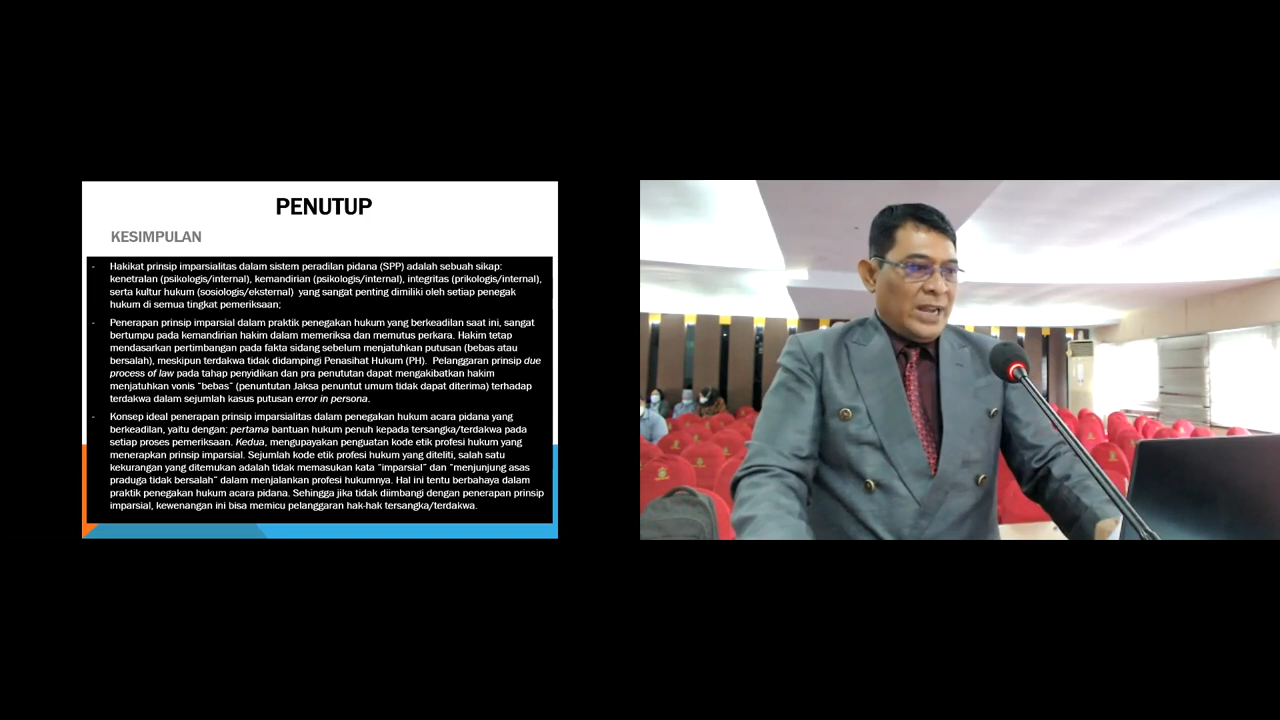 PENUTUP
KESIMPULAN
- Hakikat prinsip imparsialitas dalam sistem peradilan pidana (SPP) adalah sebuah sikap:
kenetralan (psikologis/internal), kemandirian (psikologis/internal), integritas (prikologis/internal),
serta kultur hukum (sosiologis/eksternal) yang sangat penting dimiliki oleh setiap penegak
hukum di semua tingkat pemeriksaan;
- Penerapan prinsip imparsial dalam praktik penegakan hukum yang berkeadilan saat ini, sangat
bertumpu pada kemandirian hakim dalam memeriksa dan memutus perkara. Hakim tetap
mendasarkan pertimbangan pada fakta sidang sebelum menjatuhkan putusan (bebas atau
bersalah), meskipun terdakwa tidak didampingi Penasihat Hukum (PH). Pelanggaran prinsip due
process of law pada tahap penyidikan dan pra penututan dapat mengakibatkan hakim
menjatuhkan vonis "bebas" (penuntutan Jaksa penuntut umum tidak dapat diterima) terhadap
terdakwa dalam sejumlah kasus putusan error in persona.
- Konsep ideal penerapan prinsip imparsialitas dalam penegakan hukum acara pidana yang
berkeadilan, yaitu dengan: pertama bantuan hukum penuh kepada tersangka/terdakwa pada
setiap proses pemeriksaan. Kedua, mengupayakan penguatan kode etik profesi hukum yang
menerapkan prinsip imparsial. Sejumlah kode etik profesi hukum yang diteliti, salah satu
kekurangan yang ditemukan adalah tidak memasukan kata "imparsial" dan "menjunjung asas
praduga tidak bersalah" dalam menjalankan profesi hukumnya. Hal ini tentu berbahaya dalam
praktik penegakan hukum acara pidana. Sehingga jika tidak diimbangi dengan penerapan prinsip
imparsial, kewenangan ini bisa memicu pelanggaran hak-hak tersangka/terdakwa.